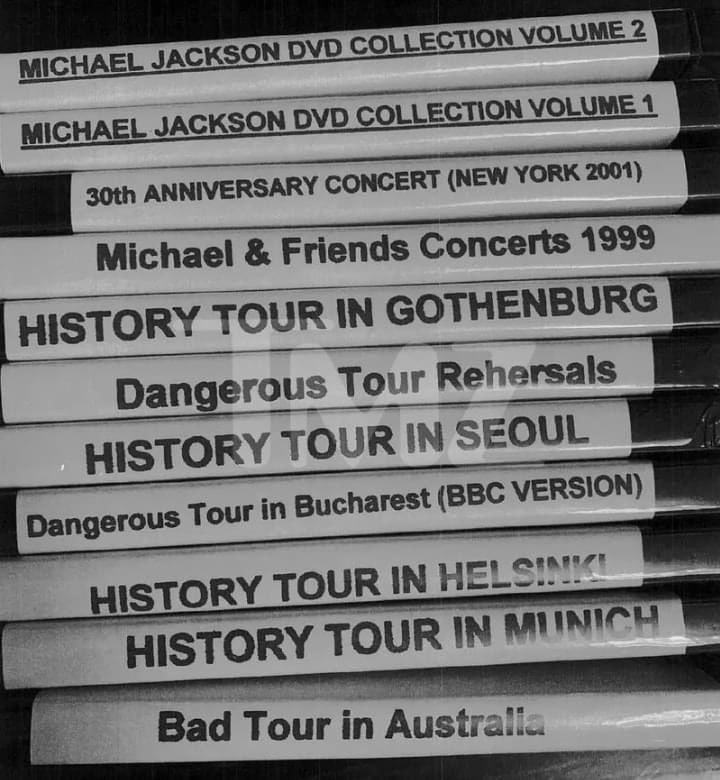 MICHAEL JACKSON DVD COLLECTION VOLUME 2
MICHAEL JACKSON DVD COLLECTION VOLUME 1
30th ANNIVERSARY CONCERT (NEW YORK 2001)
Michael & Friends Concerts 1999
HISTORY TOUR IN GOTHENBURG
TMZ
Dangerous Tour Rehersals
HISTORY TOUR IN SEOUL
Dangerous Tour in Bucharest (BBC VERSION)
HISTORY TOUR IN HELSINKI
HISTORY TOUR IN MUNICH
Bad Tour in Australia